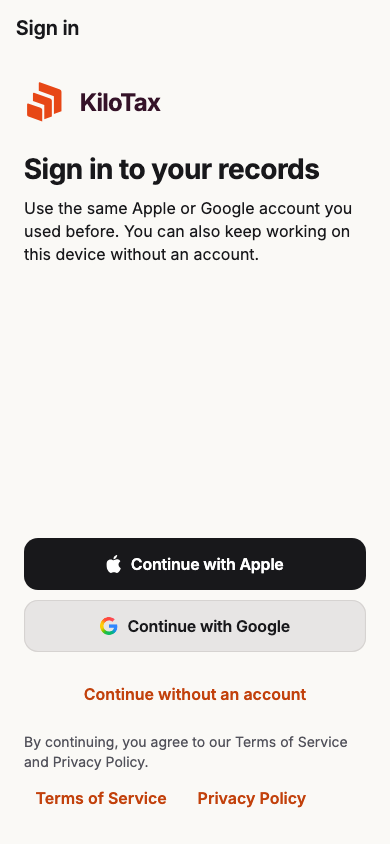 Sign in
KiloTax
Sign in to your records
Use the same Apple or Google account you
used before. You can also keep working on
this device without an account.
Continue with Apple
Continue with Google
Continue without an account
By continuing, you agree to our Terms of Service
and Privacy Policy.
Terms of Service Privacy Policy